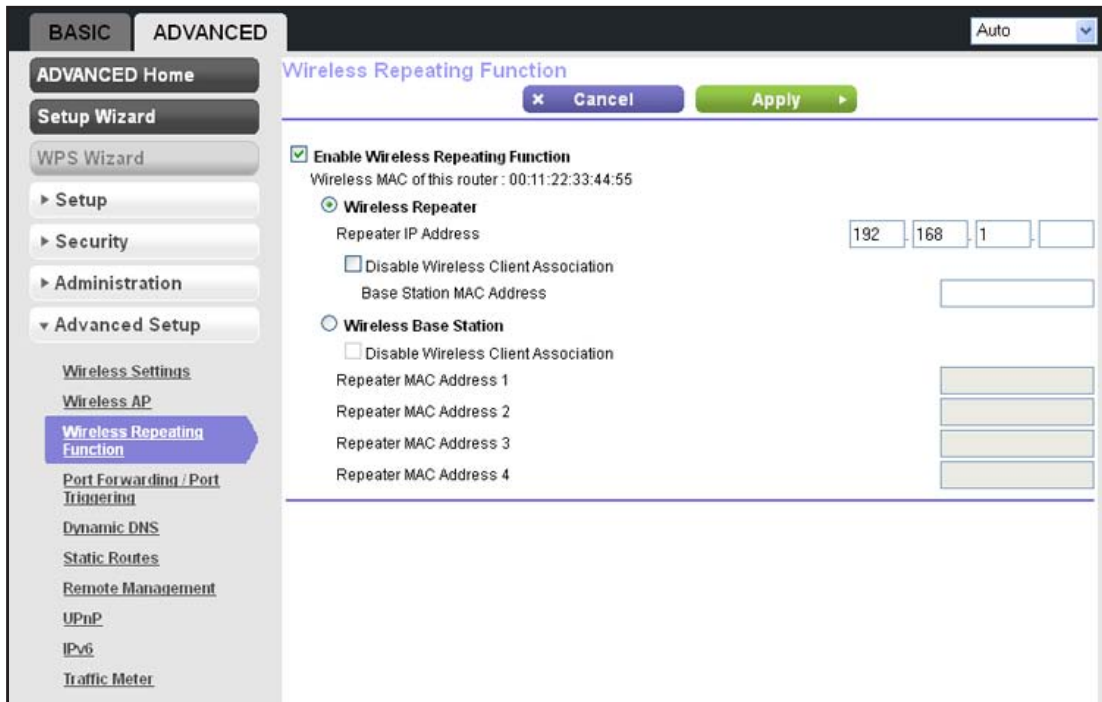 BASIC
ADVANCED
Auto
ADVANCED Home
Setup Wizard
WPS Wizard
Setup
Security
Administration
Advanced Setup
Wireless Settings
Wireless AP
Wireless Repeating
Function
Port Forwarding / Port
Triggering
Dynamic DNS
Static Routes
Remote Management
UPnP
IPv6
Traffic Meter
Wireless Repeating Function
× Cancel
Apply
Enable Wireless Repeating Function
Wireless MAC of this router : 00:11:22:33:44:55
Wireless Repeater
Repeater IP Address 192 . 168 . 1 .
Disable Wireless Client Association
Base Station MAC Address
Wireless Base Station
Disable Wireless Client Association
Repeater MAC Address 1
Repeater MAC Address 2
Repeater MAC Address 3
Repeater MAC Address 4